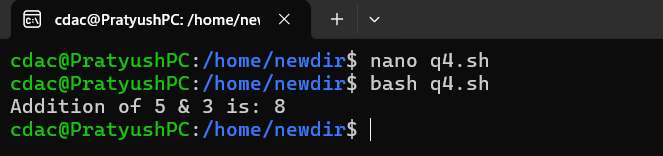 cdac@PratyushPC: /home/nev
cdac@PratyushPC:/home/newdir$ nano q4.sh
cdac@PratyushPC:/home/newdir$ bash q4.sh
Addition of 5 & 3 is: 8
cdac@PratyushPC:/home/newdir$